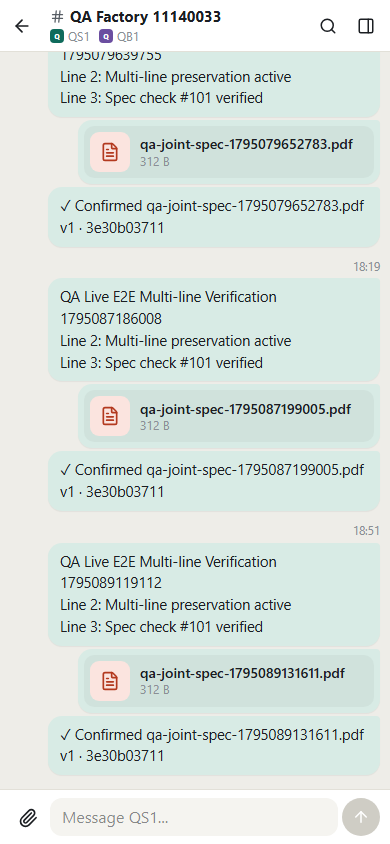 # QA Factory 11140033
Q QS1 Q QB1
1795079639755
Line 2: Multi-line preservation active
Line 3: Spec check #101 verified
qa-joint-spec-1795079652783.pdf
312 B
✓ Confirmed qa-joint-spec-1795079652783.pdf
v1 · 3e30b03711
18:19
QA Live E2E Multi-line Verification
1795087186008
Line 2: Multi-line preservation active
Line 3: Spec check #101 verified
qa-joint-spec-1795087199005.pdf
312 B
✓ Confirmed qa-joint-spec-1795087199005.pdf
v1 · 3e30b03711
18:51
QA Live E2E Multi-line Verification
1795089119112
Line 2: Multi-line preservation active
Line 3: Spec check #101 verified
qa-joint-spec-1795089131611.pdf
312 B
✓ Confirmed qa-joint-spec-1795089131611.pdf
v1 · 3e30b03711
Message QS1...